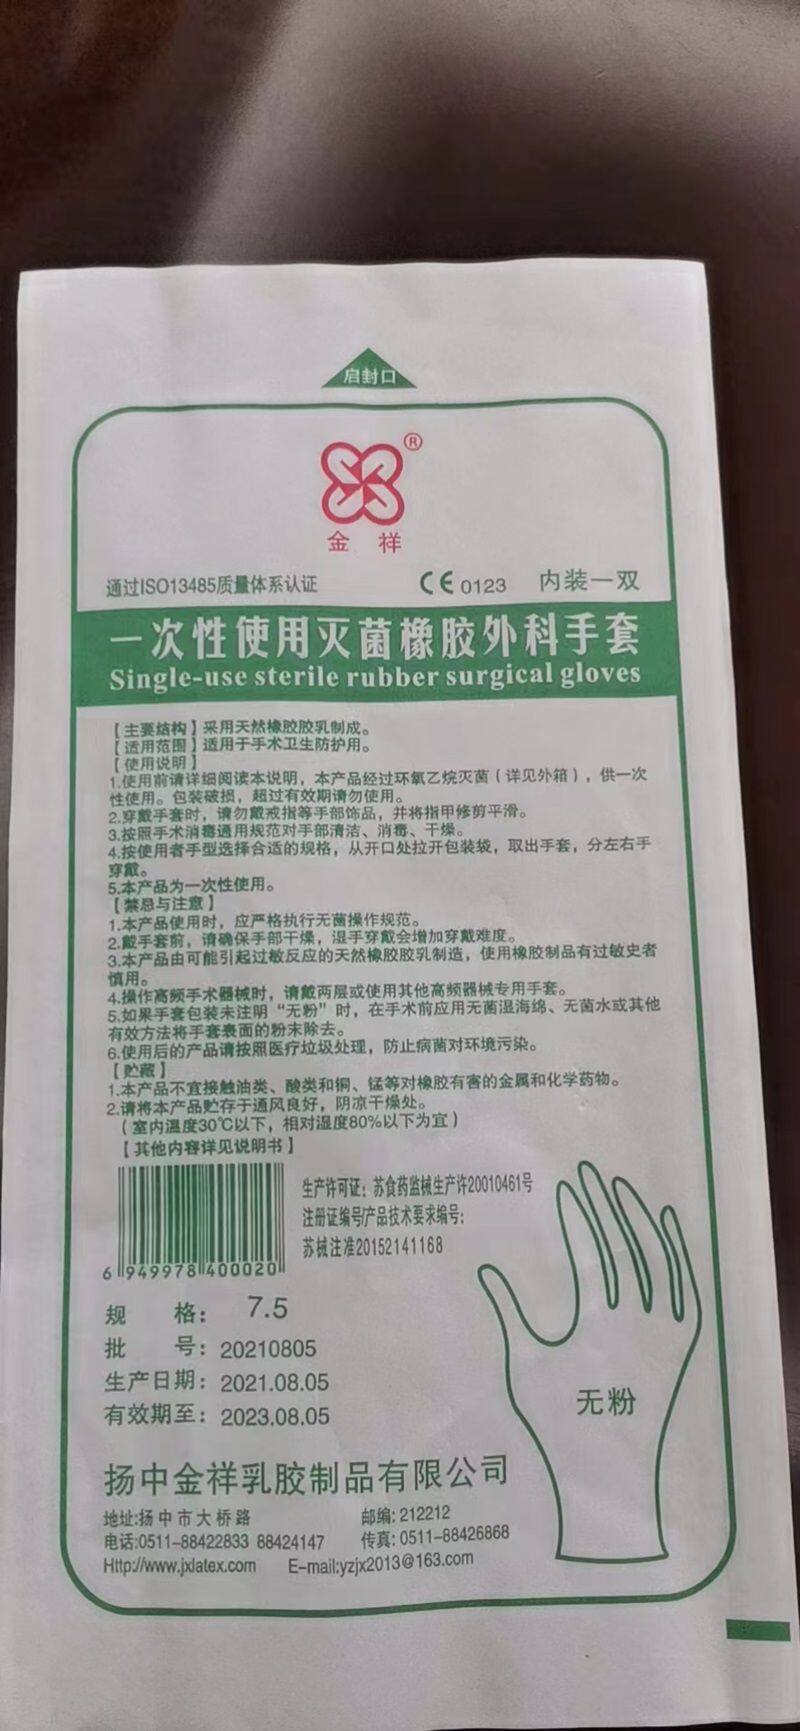 启封口
®
金祥
通过ISO13485质量体系认证 CE 0123 内装一双
一次性使用灭菌橡胶外科手套
Single-use sterile rubber surgical gloves
【主要结构】采用天然橡胶胶乳制成。
【适用范围】适用于手术卫生防护用。
【使用说明】
1.使用前请详细阅读本说明，本产品经过环氧乙烷灭菌（详见外箱），供一次
性使用。包装破损，超过有效期请勿使用。
2.穿戴手套时，请勿戴戒指等手部饰品，并将指甲修剪平滑。
3.按照手术消毒通用规范对手部清洁、消毒、干燥。
4.按使用者手型选择合适的规格，从开口处拉开包装袋，取出手套，分左右手
穿戴。
5.本产品为一次性使用。
【禁忌与注意】
1.本产品使用时，应严格执行无菌操作规范。
2.戴手套前，请确保手部干燥，湿手穿戴会增加穿戴难度。
3.本产品由可能引起过敏反应的天然橡胶胶乳制造，使用橡胶制品有过敏史者
慎用。
4.操作高频手术器械时，请戴两层或使用其他高频器械专用手套。
5.如果手套包装未注明“无粉”时，在手术前应用无菌湿海绵、无菌水或其他
有效方法将手套表面的粉末除去。
6.使用后的产品请按照医疗垃圾处理，防止病菌对环境污染。
【贮藏】
1.本产品不宜接触油类、酸类和铜、锰等对橡胶有害的金属和化学药物。
2.请将本产品贮存于通风良好，阴凉干燥处。
（室内温度30℃以下，相对湿度80%以下为宜）
【其他内容详见说明书】
生产许可证：苏食药监械生产许20010461号
注册证编号产品技术要求编号：
苏械注准20152141168
6 949978 400020
规格：7.5
批号：20210805
生产日期：2021.08.05
有效期至：2023.08.05
无粉
扬中金祥乳胶制品有限公司
地址:扬中市大桥路 邮编: 212212
电话:0511-88422833 88424147 传真: 0511-88426868
Http://www.jxlatex.com E-mail:yzjx2013@163.com